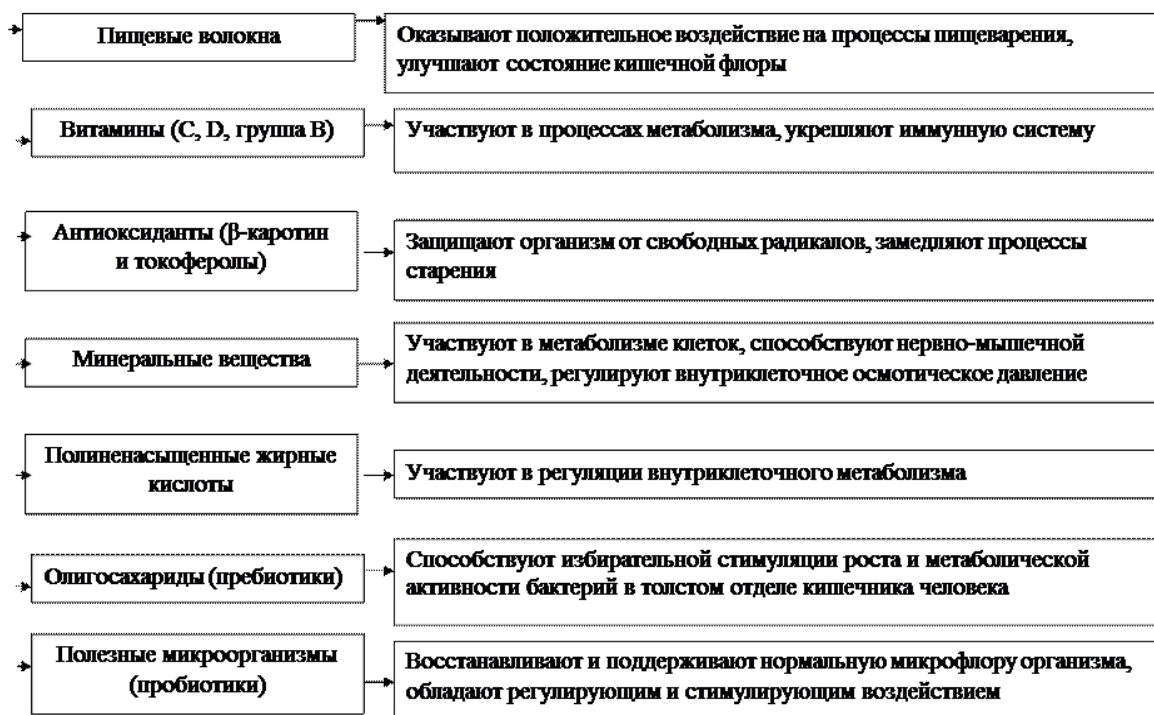 Пищевые волокна
Оказывают положительное воздействие на процессы пищеварения,
улучшают состояние кишечной флоры
Витамины (С, D, группа В)
Участвуют в процессах метаболизма, укрепляют иммунную систему
Антиоксиданты (β-каротин
и токоферолы)
Защищают организм от свободных радикалов, замедляют процессы
старения
Минеральные вещества
Участвуют в метаболизме клеток, способствуют нервно-мышечной
деятельности, регулируют внутриклеточное осмотическое давление
Полиненасыщенные жирные
кислоты
Участвуют в регуляции внутриклеточного метаболизма
Олигосахариды (пребиотики)
Способствуют избирательной стимуляции роста и метаболической
активности бактерий в толстом отделе кишечника человека
Полезные микроорганизмы
(пробиотики)
Восстанавливают и поддерживают нормальную микрофлору организма,
обладают регулирующим и стимулирующим воздействием